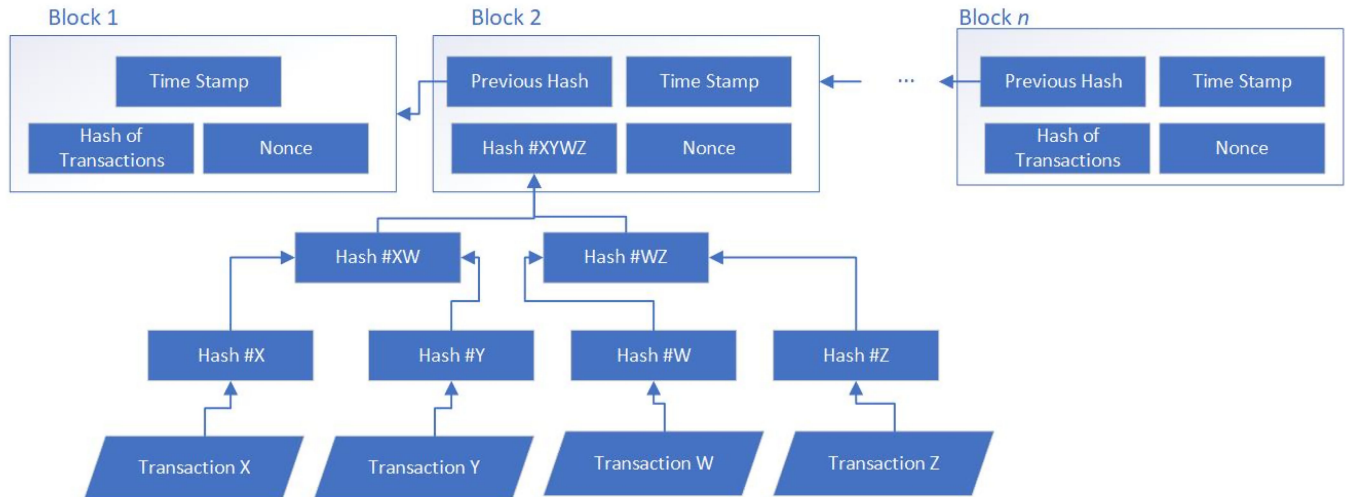 Block 1
Block 2
Block n
Time Stamp
Previous Hash
Time Stamp
...
Previous Hash
Time Stamp
Hash of
Transactions
Nonce
Hash #XYWZ
Nonce
Hash of
Transactions
Nonce
Hash #XW
Hash #WZ
Hash #X
Hash #Y
Hash #W
Hash #Z
Transaction X
Transaction Y
Transaction W
Transaction Z